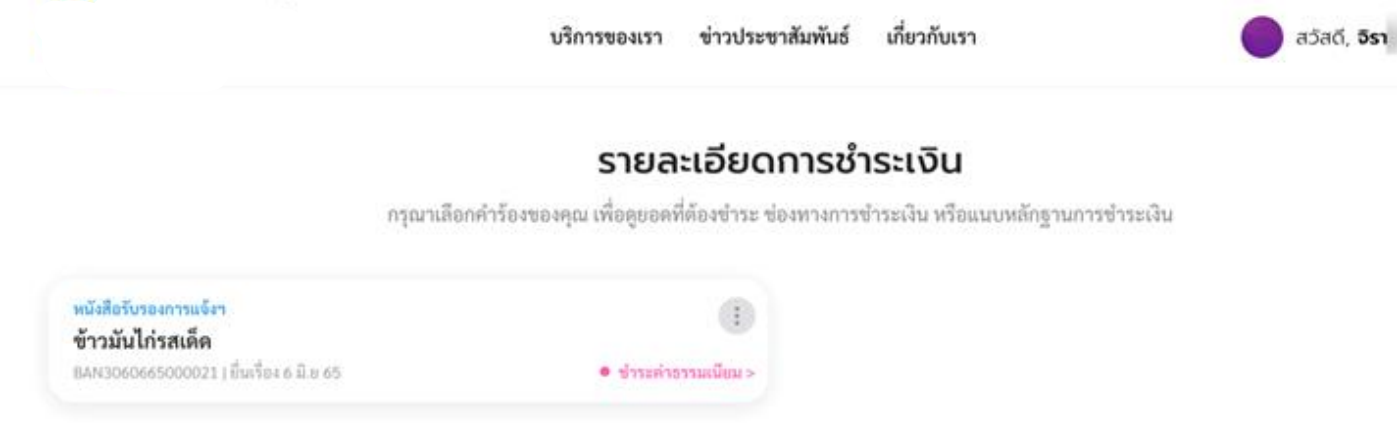 บริการของเรา ข่าวประชาสัมพันธ์ เกี่ยวกับเรา สวัสดี, จิรา
รายละเอียดการชำระเงิน
กรุณาเลือกคำร้องของคุณ เพื่อดูยอดที่ต้องชำระ ช่องทางการชำระเงิน หรือแนบหลักฐานการชำระเงิน
หนังสือรับรองการแจ้งฯ
ข้าวมันไก่รสเด็ด
BAN3060665000021 | ยื่นเรื่อง 6 มิ.ย 65 ชำระค่าธรรมเนียม >